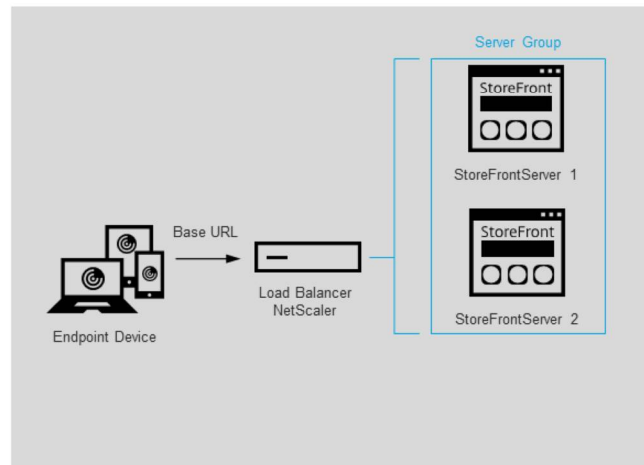 Server Group
StoreFront
StoreFrontServer 1
StoreFront
StoreFrontServer 2
Base URL
Load Balancer
NetScaler
Endpoint Device